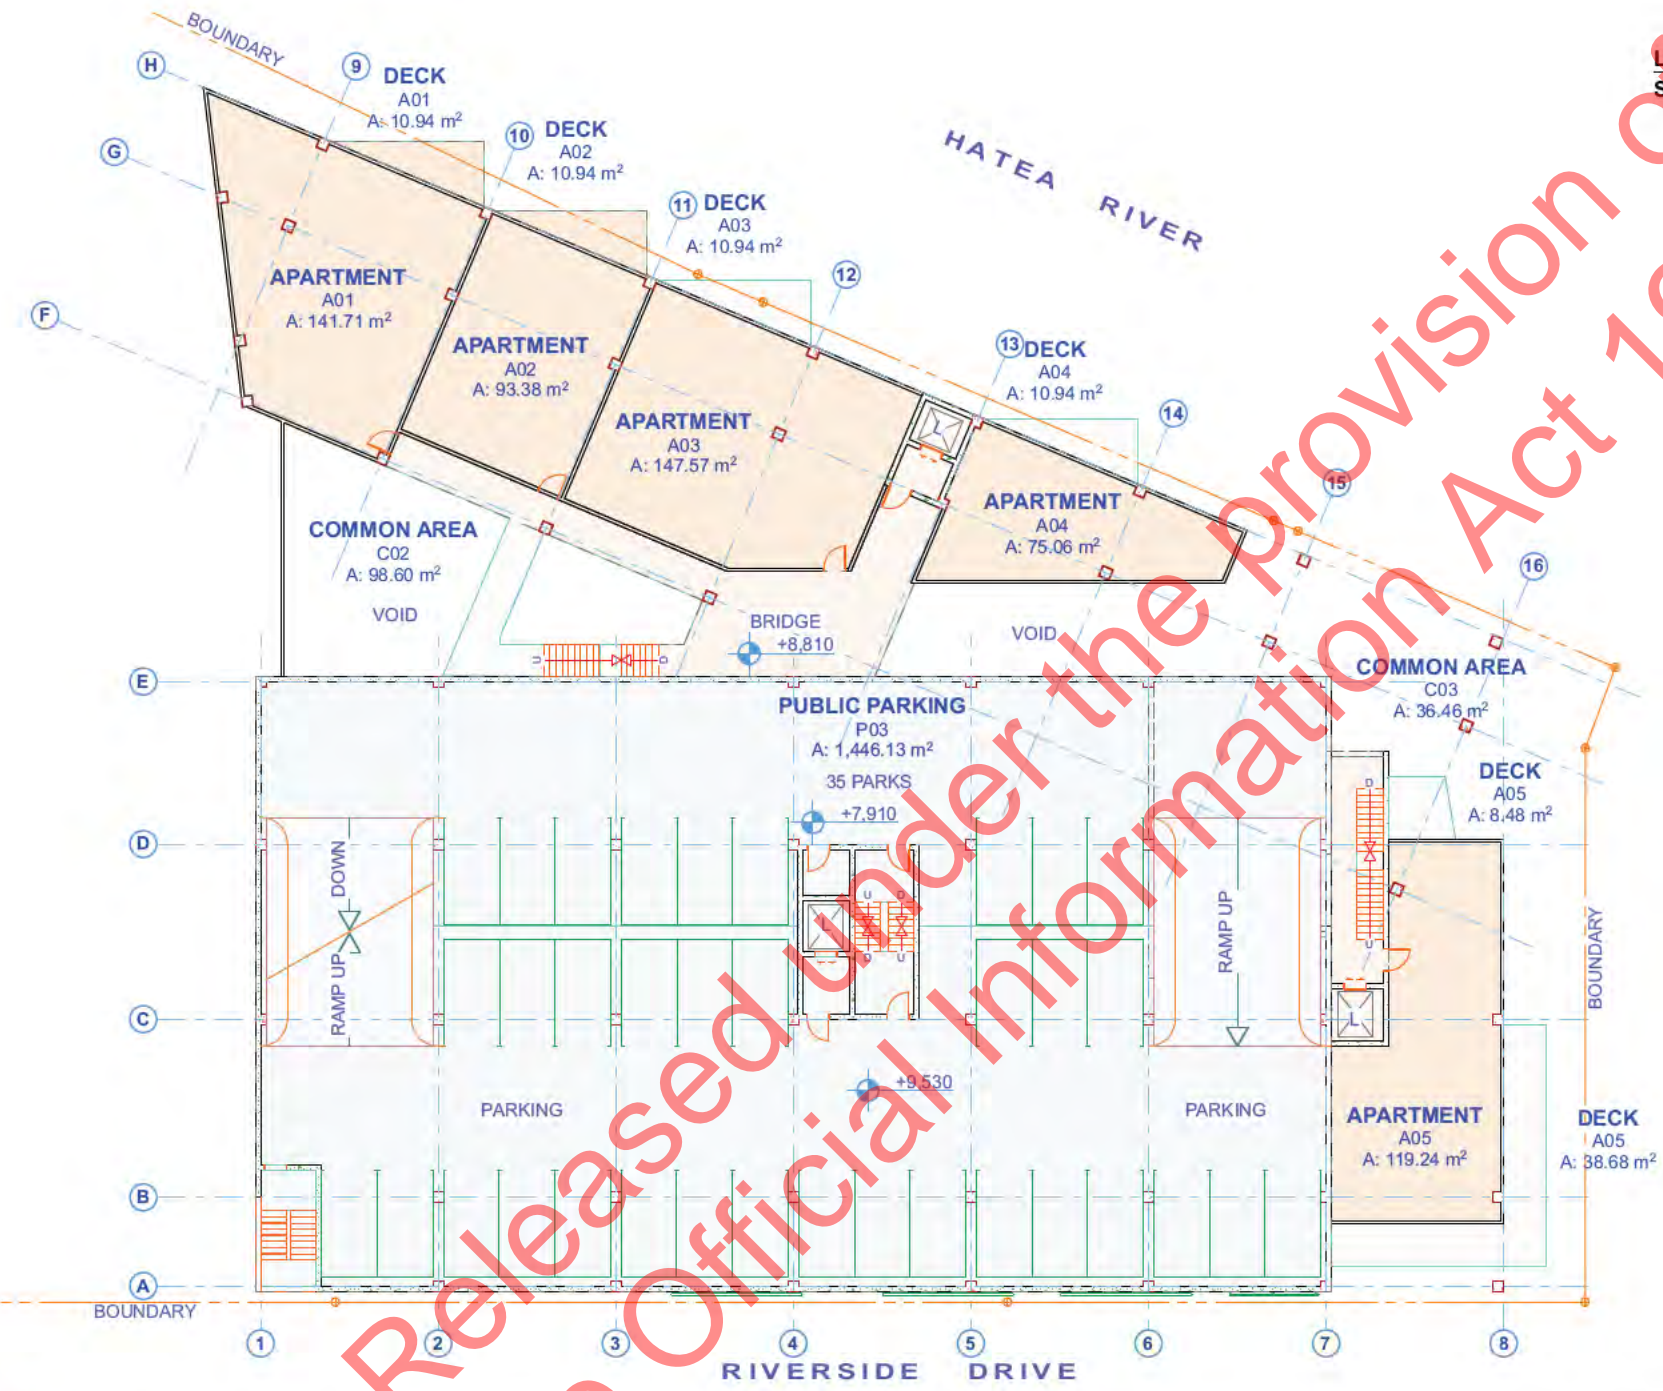 BOUNDARY
H
9
DECK
A01
A: 10.94 m²
G
10
DECK
A02
A: 10.94 m²
11
DECK
A03
A: 10.94 m²
HATEA RIVER
12
F
APARTMENT
A01
A: 141.71 m²
APARTMENT
A02
A: 93.38 m²
APARTMENT
A03
A: 147.57 m²
13
DECK
A04
A: 10.94 m²
14
L
APARTMENT
A04
A: 75.06 m²
15
16
COMMON AREA
C02
A: 98.60 m²
VOID
BRIDGE
+8,810
VOID
U
D
COMMON AREA
C03
A: 36.46 m²
E
PUBLIC PARKING
P03
A: 1,446.13 m²
35 PARKS
+7,910
DECK
A05
A: 8.48 m²
D
D
RAMP UP
DOWN
U
D
L
D
U
RAMP UP
U
L
BOUNDARY
C
+9,530
PARKING
PARKING
APARTMENT
A05
A: 119.24 m²
DECK
A05
A: 38.68 m²
B
A
BOUNDARY
1
2
3
4
5
6
7
8
RIVERSIDE DRIVE
Released under the provision o
Official Information Act 1